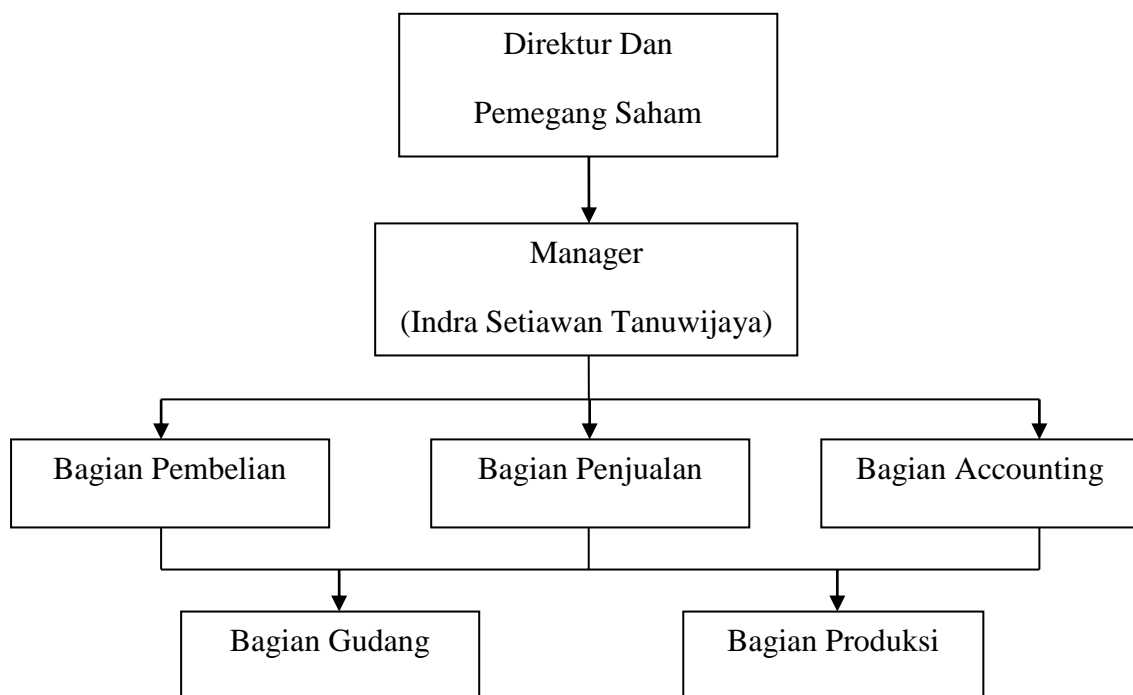 Direktur Dan
Pemegang Saham
Manager
(Indra Setiawan Tanuwijaya)
Bagian Pembelian
Bagian Penjualan
Bagian Accounting
Bagian Gudang
Bagian Produksi